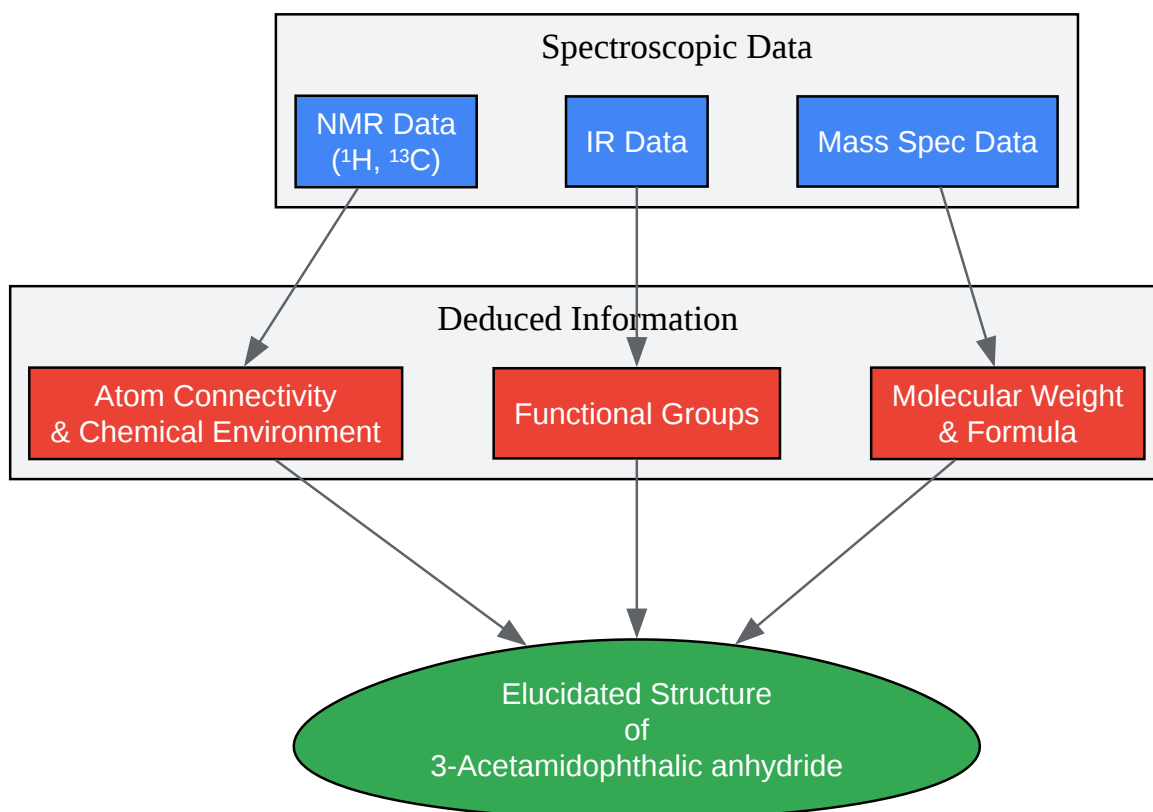 Spectroscopic Data
NMR Data
(¹H, ¹³C)
IR Data
Mass Spec Data
Deduced Information
Atom Connectivity
& Chemical Environment
Functional Groups
Molecular Weight
& Formula
Elucidated Structure
of
3-Acetamidophthalic anhydride